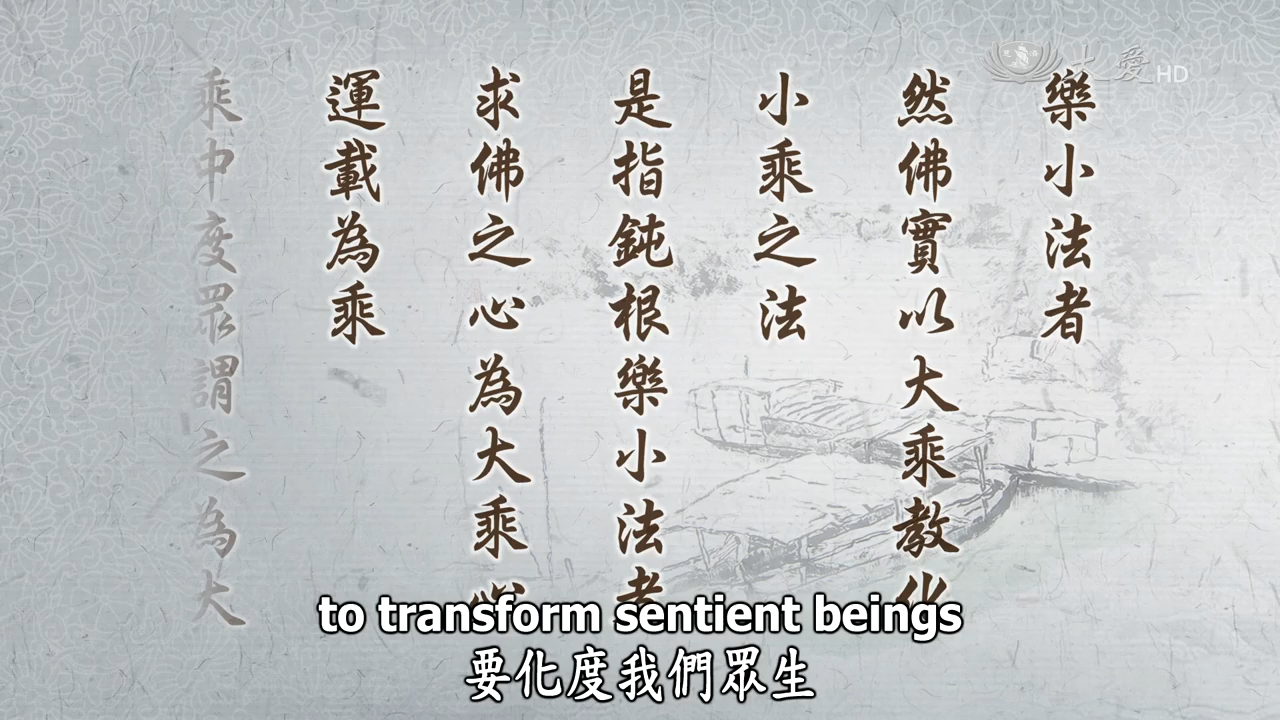 大愛HD
樂小法者
然佛實以大乘教化
小乘之法
是指鈍根樂小法者
求佛之心為大乘心
運載為乘
乘中度眾謂之為大
to transform sentient beings
要化度我們眾生